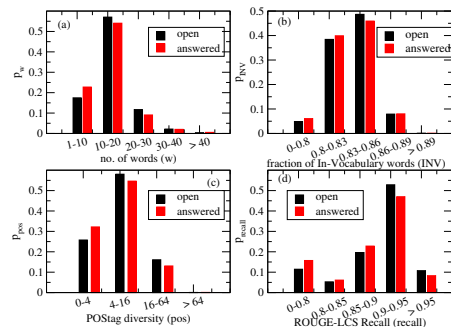 (a)
open
answered
p_w
0.5
0.4
0.3
0.2
0.1
0
1-10
10-20
20-30
30-40
> 40
no. of words (w)
(b)
open
answered
p_INV
0.5
0.4
0.3
0.2
0.1
0
0-0.8
0.8-0.83
0.83-0.86
0.86-0.89
> 0.89
fraction of In-Vocabulary words (INV)
(c)
open
answered
p_pos
0.5
0.4
0.3
0.2
0.1
0
0-4
4-16
16-64
> 64
POStag diversity (pos)
(d)
open
answered
p_recall
0.5
0.4
0.3
0.2
0.1
0
0-0.8
0.8-0.85
0.85-0.9
0.9-0.95
> 0.95
ROUGE-LCS Recall (recall)